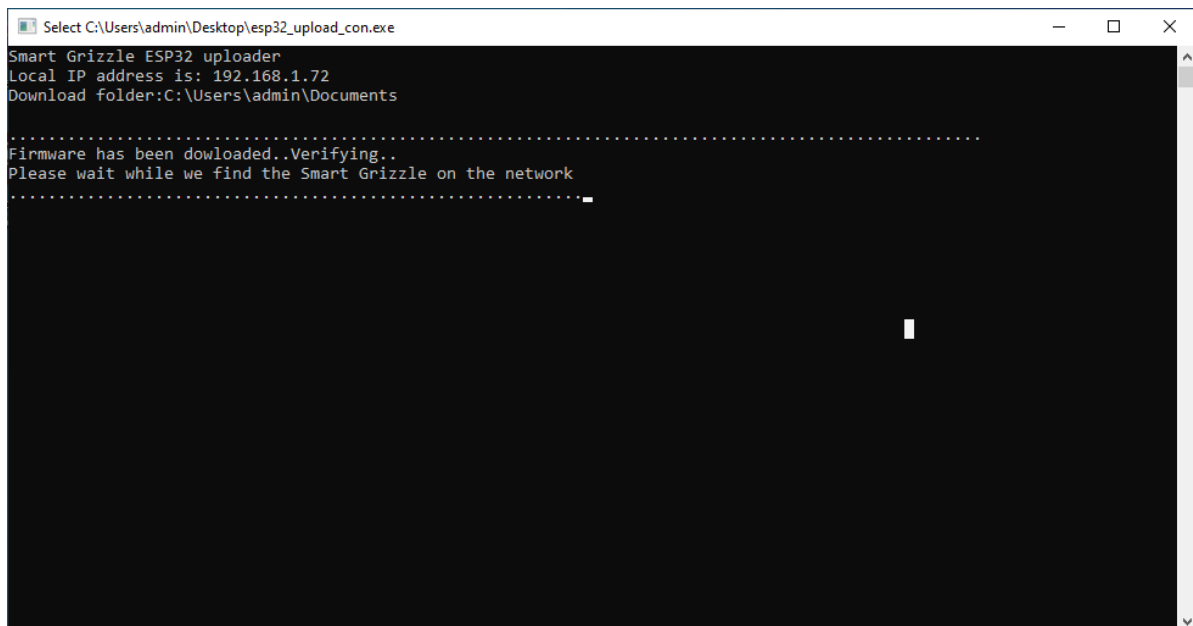 Select C:\Users\admin\Desktop\esp32_upload_con.exe
Smart Grizzle ESP32 uploader
Local IP address is: 192.168.1.72
Download folder:C:\Users\admin\Documents
....................................................................................................
Firmware has been dowloaded..Verifying..
Please wait while we find the Smart Grizzle on the network
...........................................................